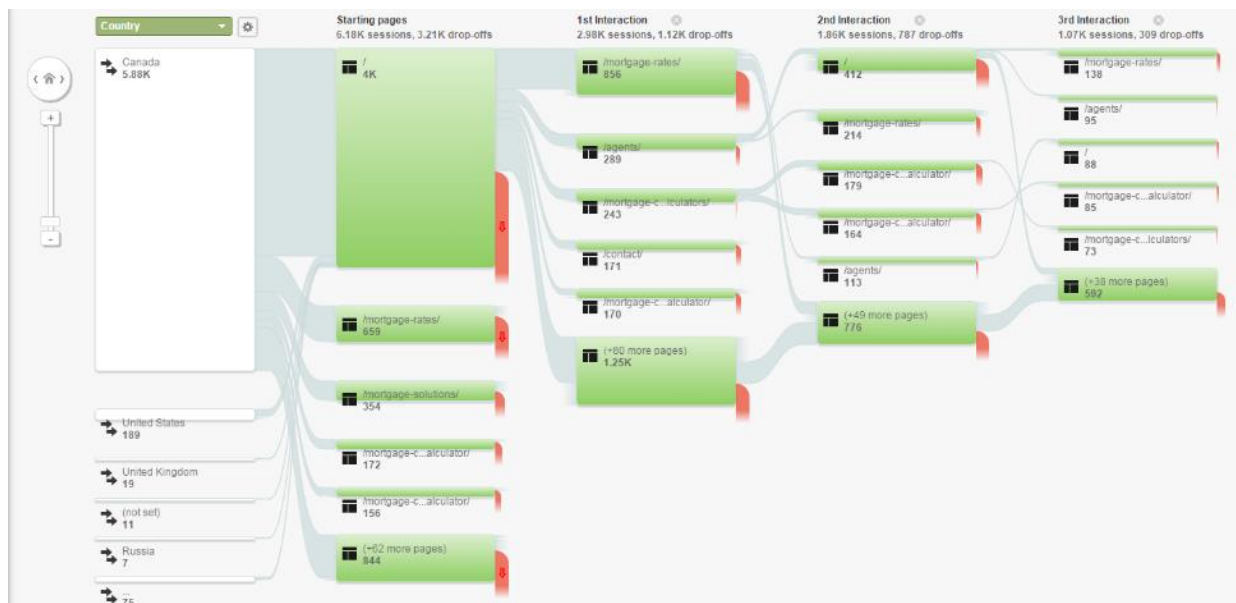 Country
Canada
5.88K
United States
189
United Kingdom
19
(not set)
11
Russia
7
...
75
Starting pages
6.18K sessions, 3.21K drop-offs
/
4K
/mortgage-rates/
659
/mortgage-solutions/
354
/mortgage-c...alculator/
172
/mortgage-c...alculator/
156
(+62 more pages)
844
1st Interaction
2.98K sessions, 1.12K drop-offs
/mortgage-rates/
856
/agents/
289
/mortgage-c...lculators/
243
/contact/
171
/mortgage-c...alculator/
170
(+60 more pages)
1.25K
2nd Interaction
1.86K sessions, 787 drop-offs
/
412
/mortgage-rates/
214
/mortgage-c...alculator/
179
/mortgage-c...alculator/
164
/agents/
113
(+49 more pages)
776
3rd Interaction
1.07K sessions, 309 drop-offs
/mortgage-rates/
138
/agents/
95
/
88
/mortgage-c...alculator/
85
/mortgage-c...lculators/
73
(+38 more pages)
592